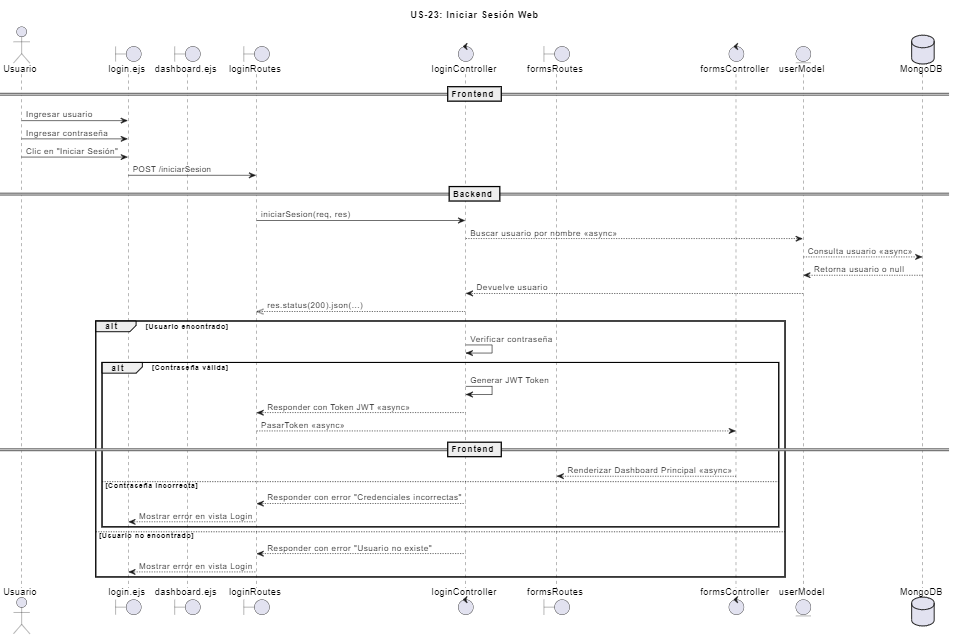 US-23: Iniciar Sesión Web
Usuario login.ejs dashboard.ejs loginRoutes loginController formsRoutes formsController userModel MongoDB
Frontend
Ingresar usuario
Ingresar contraseña
Clic en "Iniciar Sesión"
POST /iniciarSesion
Backend
iniciarSesion(req, res)
Buscar usuario por nombre «async»
Consulta usuario «async»
Retorna usuario o null
Devuelve usuario
res.status(200).json(...)
alt [Usuario encontrado]
Verificar contraseña
alt [Contraseña válida]
Generar JWT Token
Responder con Token JWT «async»
PasarToken «async»
Frontend
Renderizar Dashboard Principal «async»
[Contraseña incorrecta]
Responder con error "Credenciales incorrectas"
Mostrar error en vista Login
[Usuario no encontrado]
Responder con error "Usuario no existe"
Mostrar error en vista Login
Usuario login.ejs dashboard.ejs loginRoutes loginController formsRoutes formsController userModel MongoDB